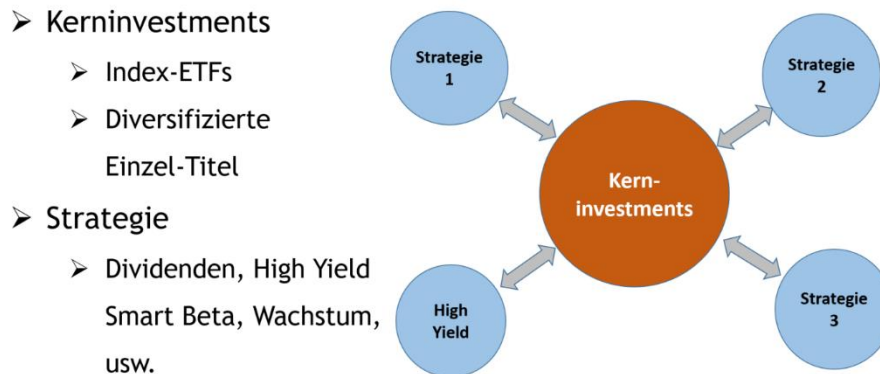 Kerninvestments
Index-ETFs
Diversifizierte
Einzel-Titel
Strategie
Dividenden, High Yield
Smart Beta, Wachstum,
usw.
Strategie
1
Strategie
2
Kern-
investments
High
Yield
Strategie
3